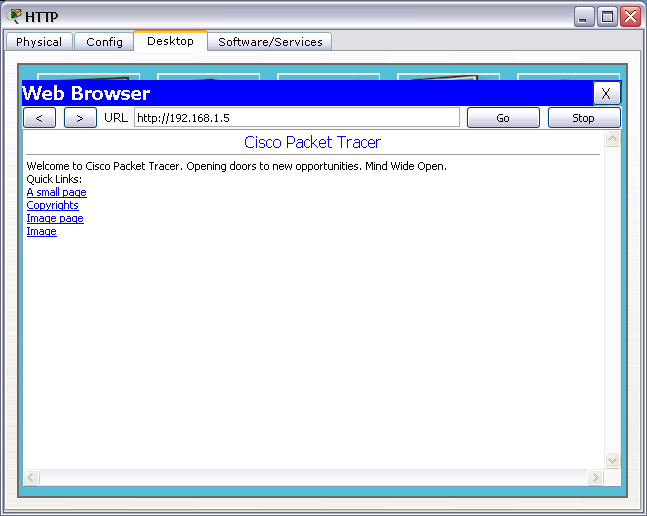 HTTP
Physical Config Desktop Software/Services
Web Browser X
< > URL http://192.168.1.5 Go Stop
Cisco Packet Tracer
Welcome to Cisco Packet Tracer. Opening doors to new opportunities. Mind Wide Open.
Quick Links:
A small page
Copyrights
Image page
Image